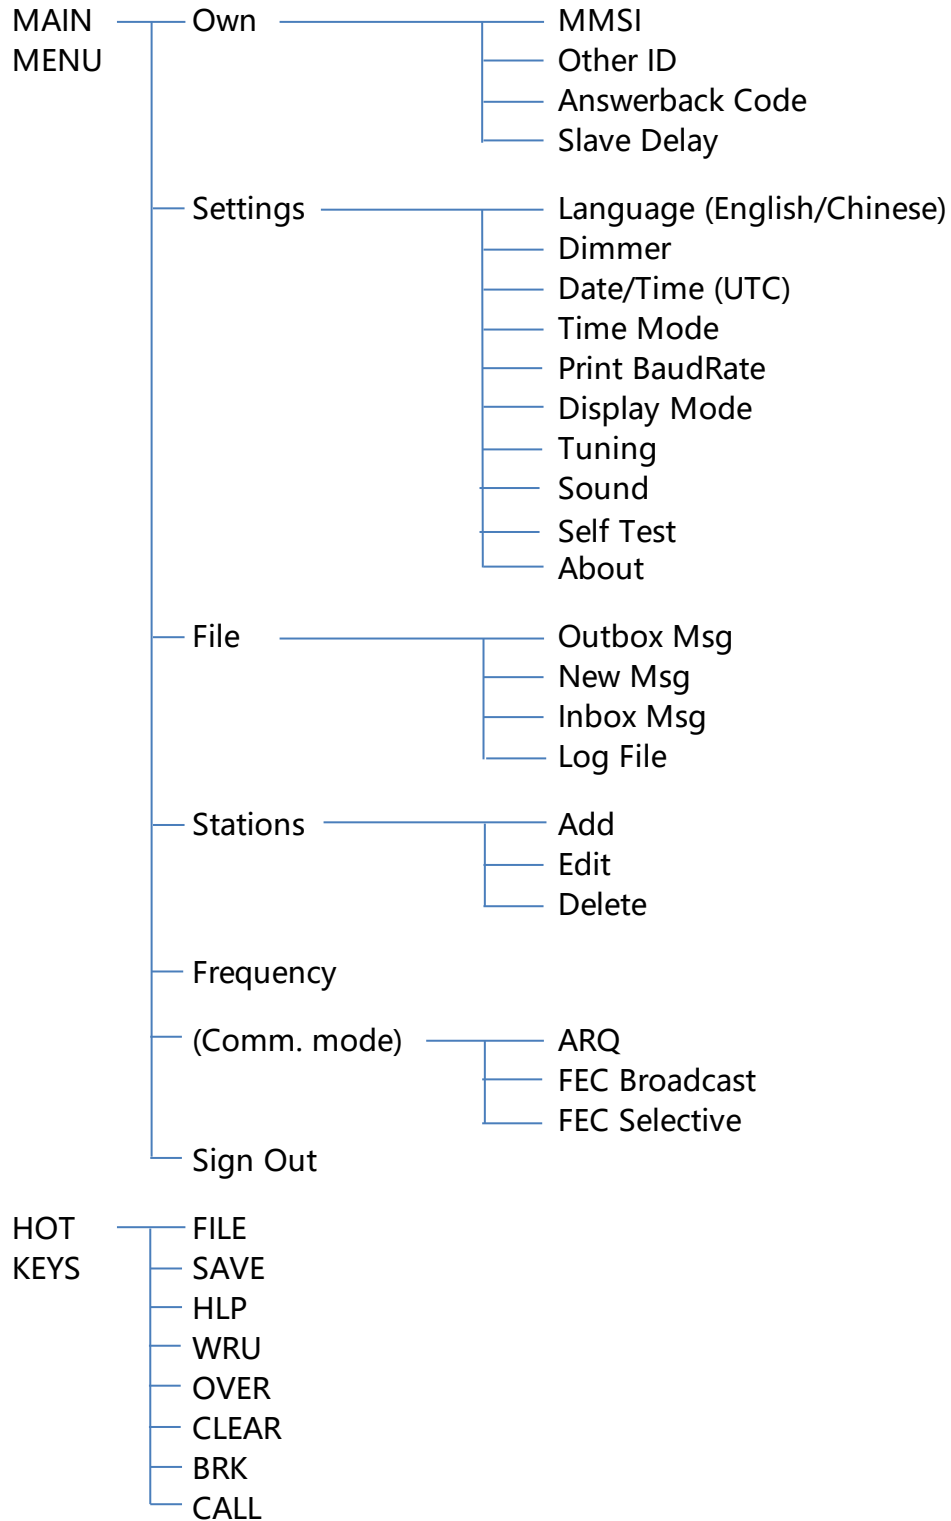 MAIN MENU
Own
MMSI
Other ID
Answerback Code
Slave Delay
Settings
Language (English/Chinese)
Dimmer
Date/Time (UTC)
Time Mode
Print BaudRate
Display Mode
Tuning
Sound
Self Test
About
File
Outbox Msg
New Msg
Inbox Msg
Log File
Stations
Add
Edit
Delete
Frequency
(Comm. mode)
ARQ
FEC Broadcast
FEC Selective
Sign Out
HOT KEYS
FILE
SAVE
HLP
WRU
OVER
CLEAR
BRK
CALL